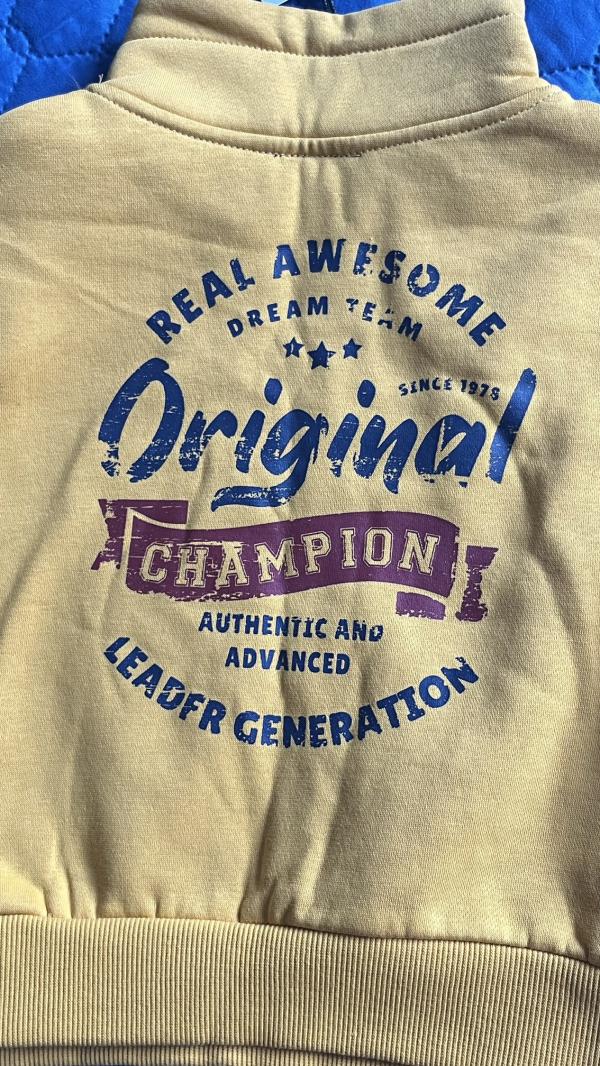 REAL AWESOME
DREAM TEAM
SINCE 1978
Original
CHAMPION
AUTHENTIC AND
ADVANCED
LEADER GENERATION